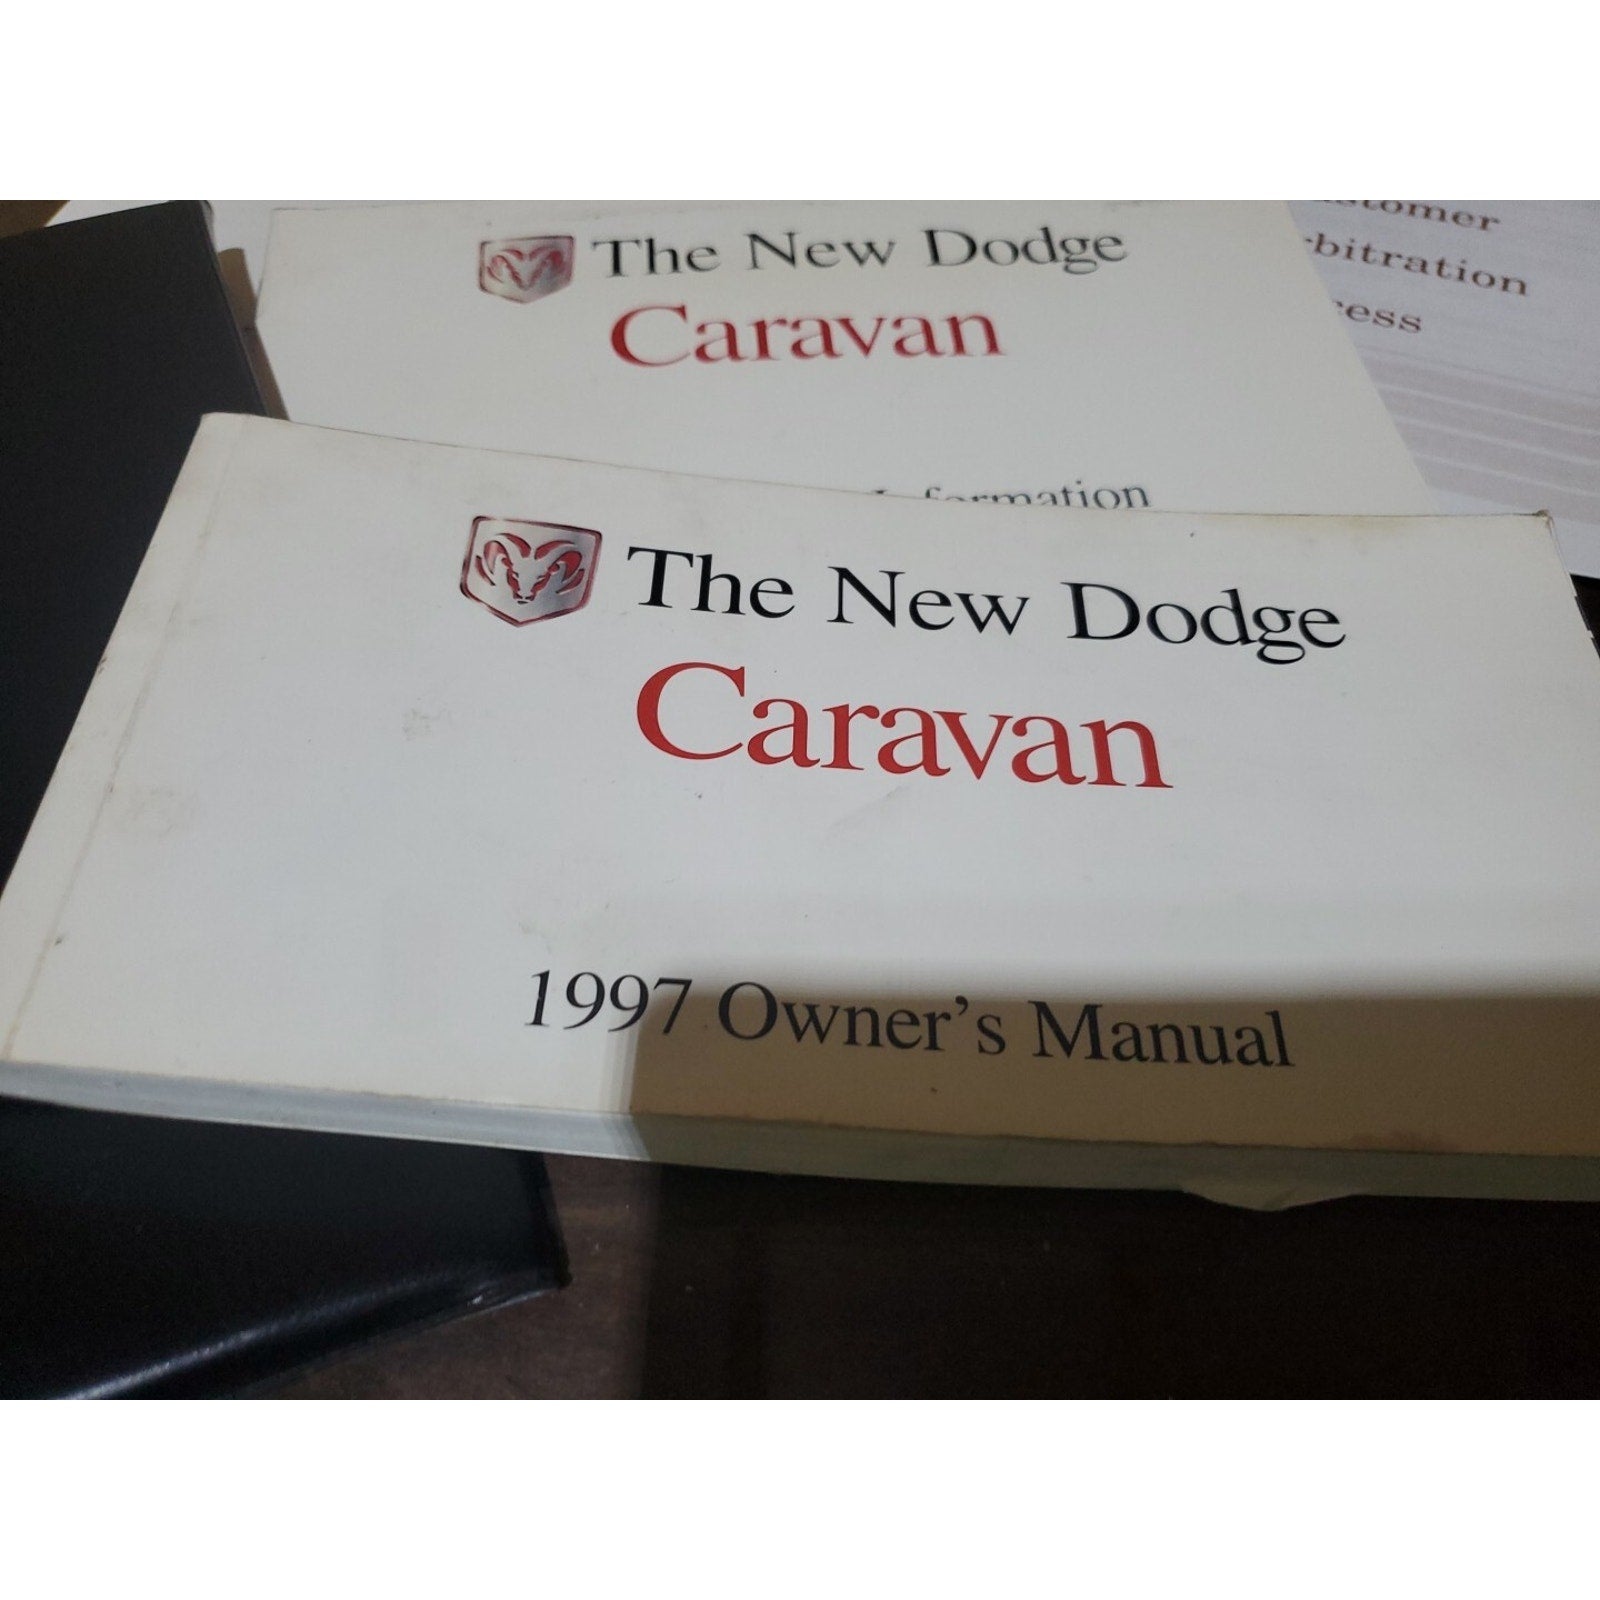 The New Dodge
Caravan
The New Dodge
Caravan
1997 Owner's Manual